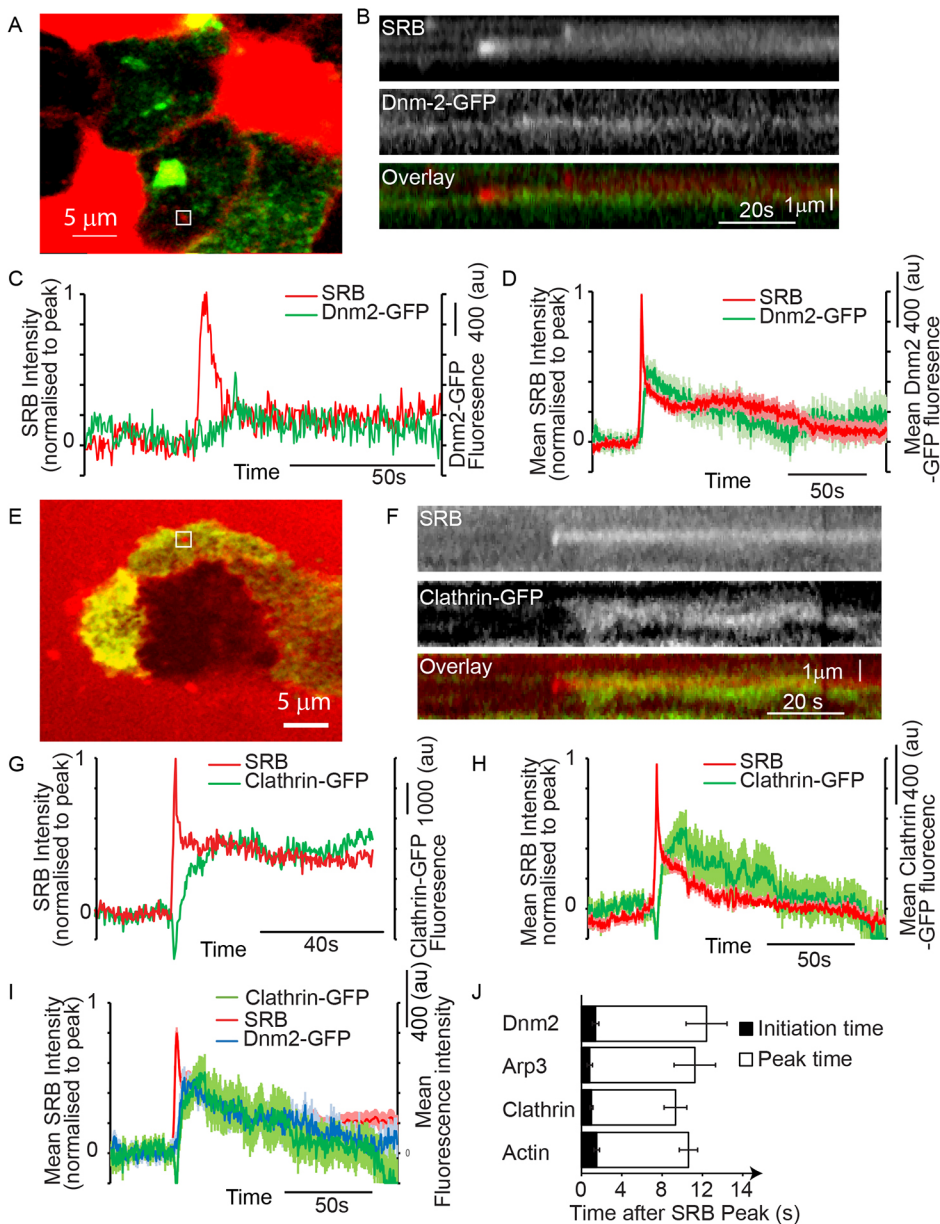 A
5 μm
B
SRB
Dnm-2-GFP
Overlay
20s
1μm
C
SRB
Dnm2-GFP
1
0
SRB Intensity
(normalised to peak)
Time
50s
Dnm2-GFP
Fluorescence
400 (au)
D
SRB
Dnm2-GFP
1
0
Mean SRB Intensity
(normalised to peak)
Time
50s
Mean Dnm2
-GFP fluorescence
400 (au)
E
5 μm
F
SRB
Clathrin-GFP
Overlay
1μm
20 s
G
SRB
Clathrin-GFP
1
0
SRB Intensity
(normalised to peak)
Time
40s
Clathrin-GFP
Fluoresence
1000 (au)
H
SRB
Clathrin-GFP
1
0
Mean SRB Intensity
normalised to peak)
Time
50s
Mean Clathrin
-GFP fluorecenc
400 (au)
I
Clathrin-GFP
SRB
Dnm2-GFP
1
0
Mean SRB Intensity
(normalised to peak)
Time
50s
Mean
Fluorescence intensity
400 (au)
0
J
Dnm2
Arp3
Clathrin
Actin
Initiation time
Peak time
0 4 8 12 14
Time after SRB Peak (s)